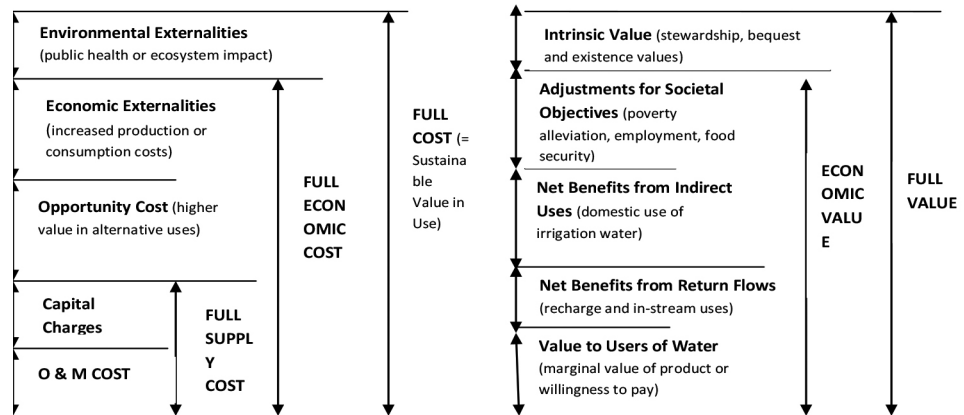 Environmental Externalities
(public health or ecosystem impact)
Economic Externalities
(increased production or
consumption costs)
Opportunity Cost (higher
value in alternative uses)
Capital
Charges
O & M COST
FULL
SUPPL
Y
COST
FULL
ECON
OMIC
COST
FULL
COST (=
Sustaina
ble
Value in
Use)
Intrinsic Value (stewardship, bequest
and existence values)
Adjustments for Societal
Objectives (poverty
alleviation, employment, food
security)
Net Benefits from Indirect
Uses (domestic use of
irrigation water)
Net Benefits from Return Flows
(recharge and in-stream uses)
Value to Users of Water
(marginal value of product or
willingness to pay)
ECON
OMIC
VALU
E
FULL
VALUE